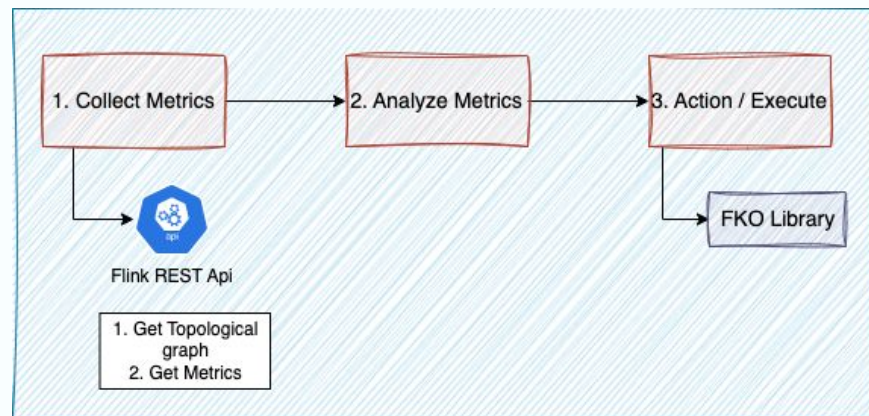 1. Collect Metrics
2. Analyze Metrics
3. Action / Execute
api
FKO Library
Flink REST Api
1. Get Topological
graph
2. Get Metrics